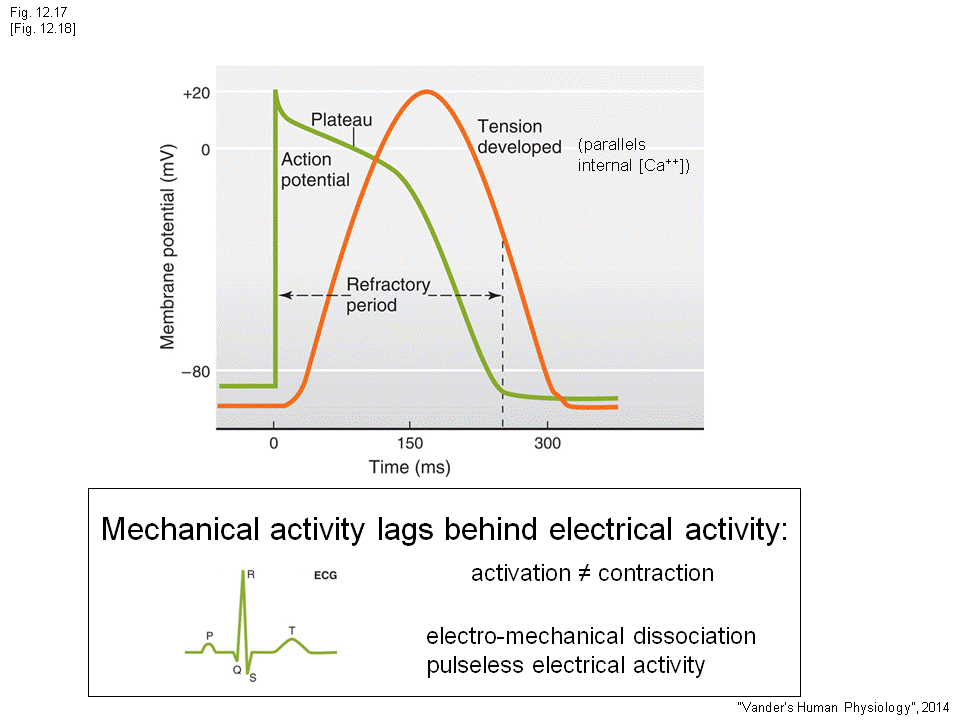 Fig. 12.17
[Fig. 12.18]
+20
Plateau
Tension
developed
(parallels
internal [Ca⁺⁺])
0
Action
potential
Membrane potential (mV)
Refractory
period
−80
0
150
300
Time (ms)
Mechanical activity lags behind electrical activity:
activation ≠ contraction
R
ECG
P
T
Q
S
electro-mechanical dissociation
pulseless electrical activity
"Vander's Human Physiology", 2014